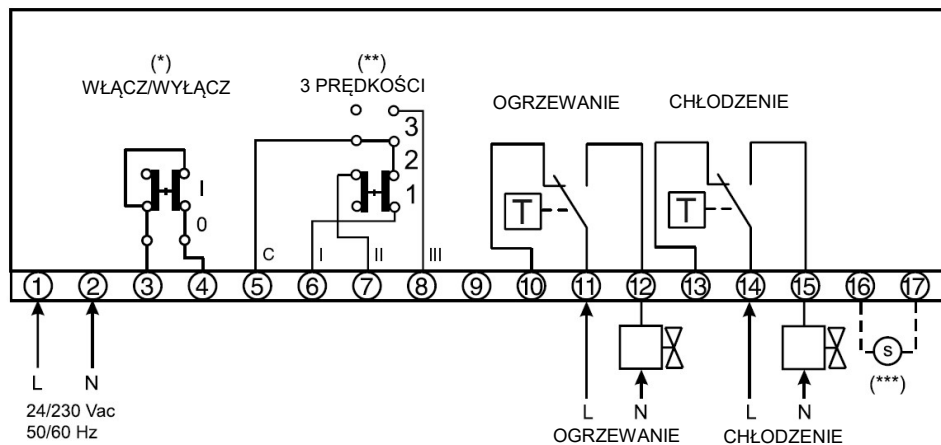 (*)
WŁĄCZ/WYŁĄCZ
(**)
3 PRĘDKOŚCI
OGRZEWANIE
CHŁODZENIE
3
2
1
I
0
T
T
C
I
II
III
1 2 3 4 5 6 7 8 9 10 11 12 13 14 15 16 17
S
(***)
L
N
24/230 Vac
50/60 Hz
L
N
OGRZEWANIE
L
N
CHŁODZENIE